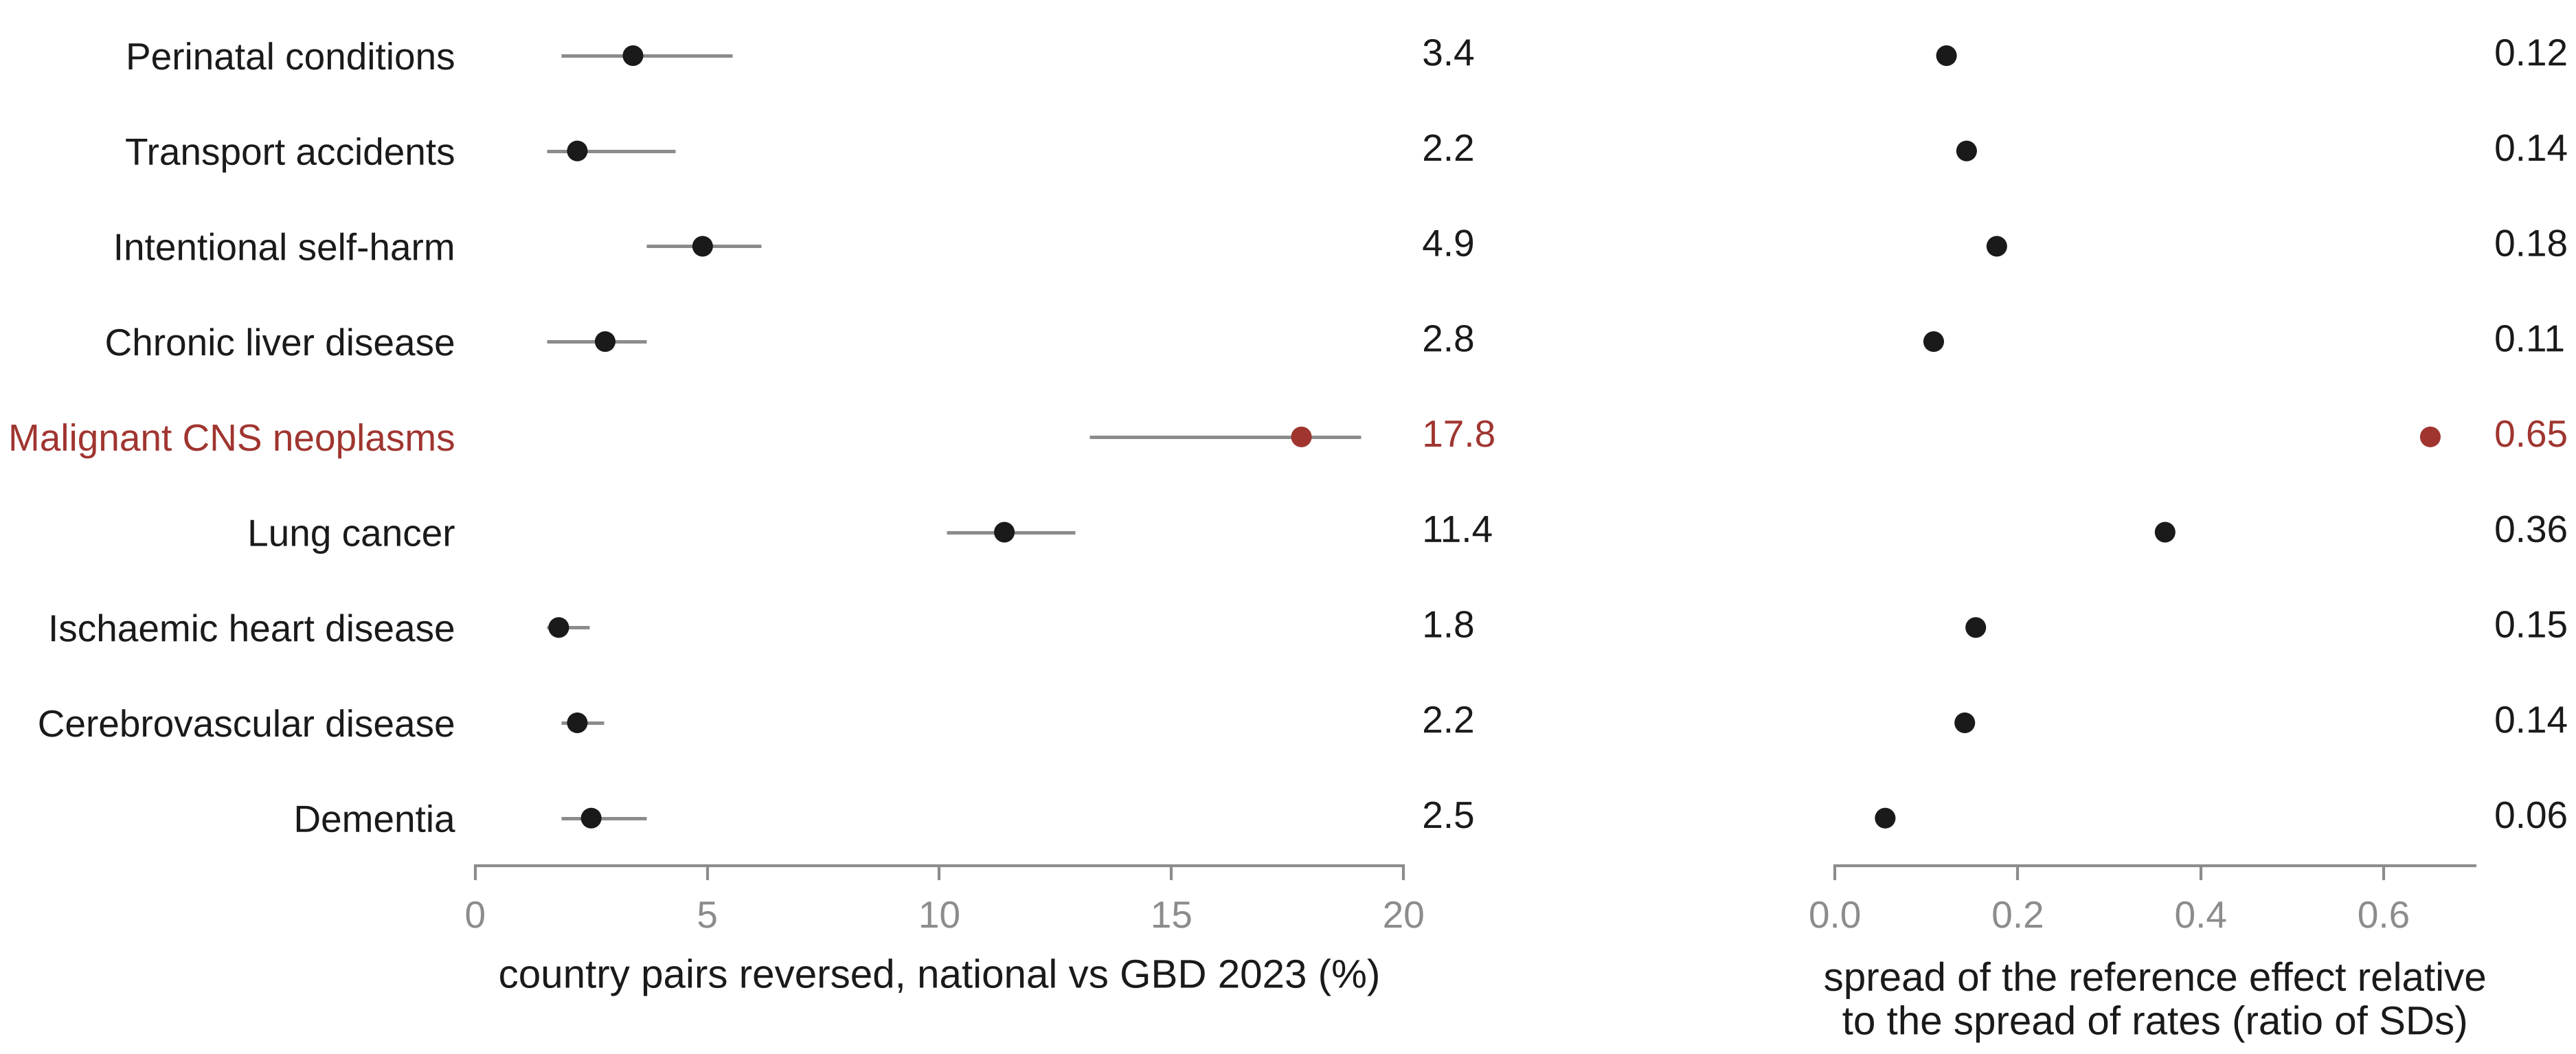 Perinatal conditions 3.4 0.12
Transport accidents 2.2 0.14
Intentional self-harm 4.9 0.18
Chronic liver disease 2.8 0.11
Malignant CNS neoplasms 17.8 0.65
Lung cancer 11.4 0.36
Ischaemic heart disease 1.8 0.15
Cerebrovascular disease 2.2 0.14
Dementia 2.5 0.06
0 5 10 15 20
country pairs reversed, national vs GBD 2023 (%)
0.0 0.2 0.4 0.6
spread of the reference effect relative
to the spread of rates (ratio of SDs)